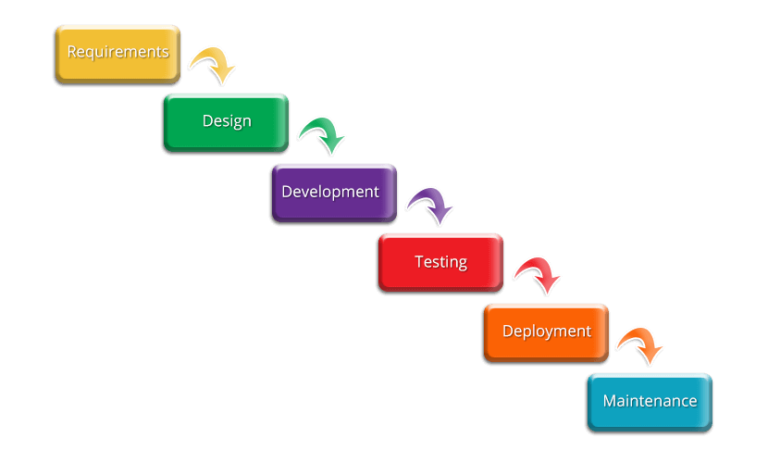 Requirements
Design
Development
Testing
Deployment
Maintenance